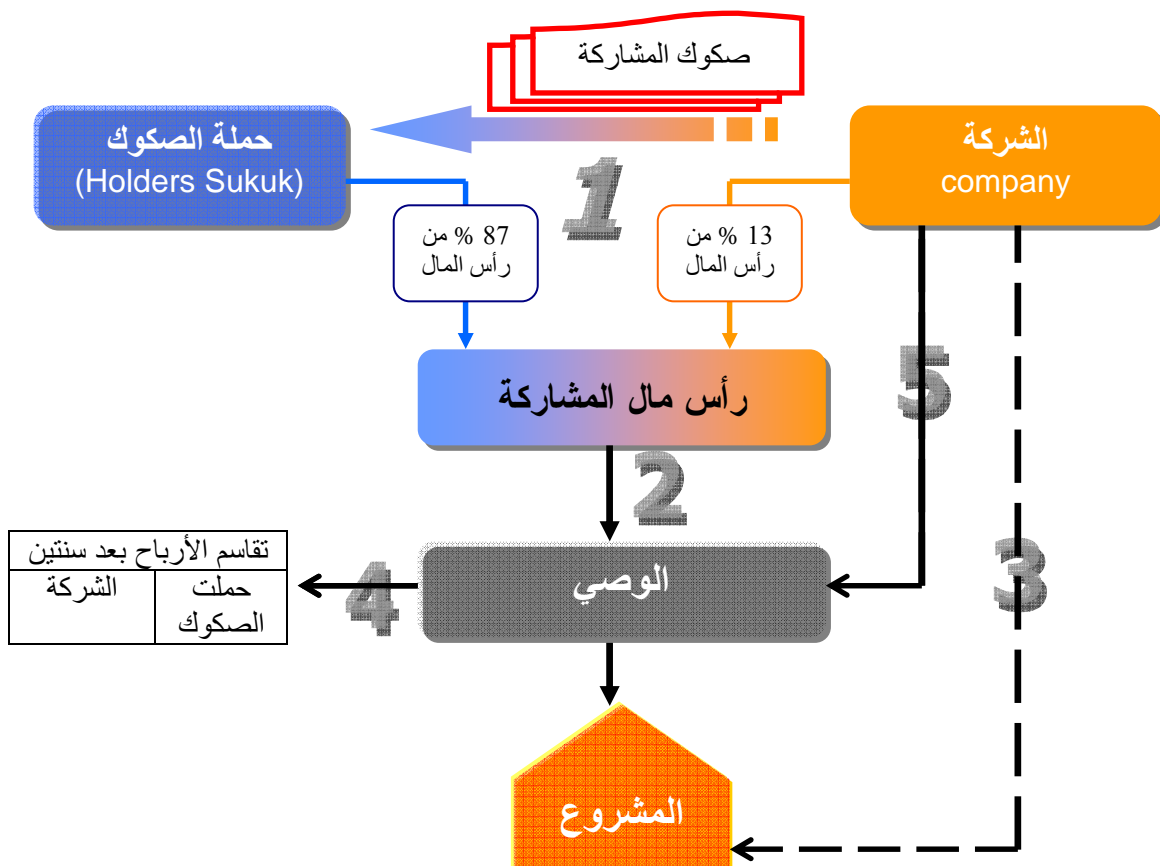 صكوك المشاركة
الشركة
company
حملة الصكوك
(Holders Sukuk)
1
13 % من
رأس المال
87 % من
رأس المال
رأس مال المشاركة
5
2
3
الوصي
4
تقاسم الأرباح بعد سنتين
حملت
الصكوك
الشركة
المشروع